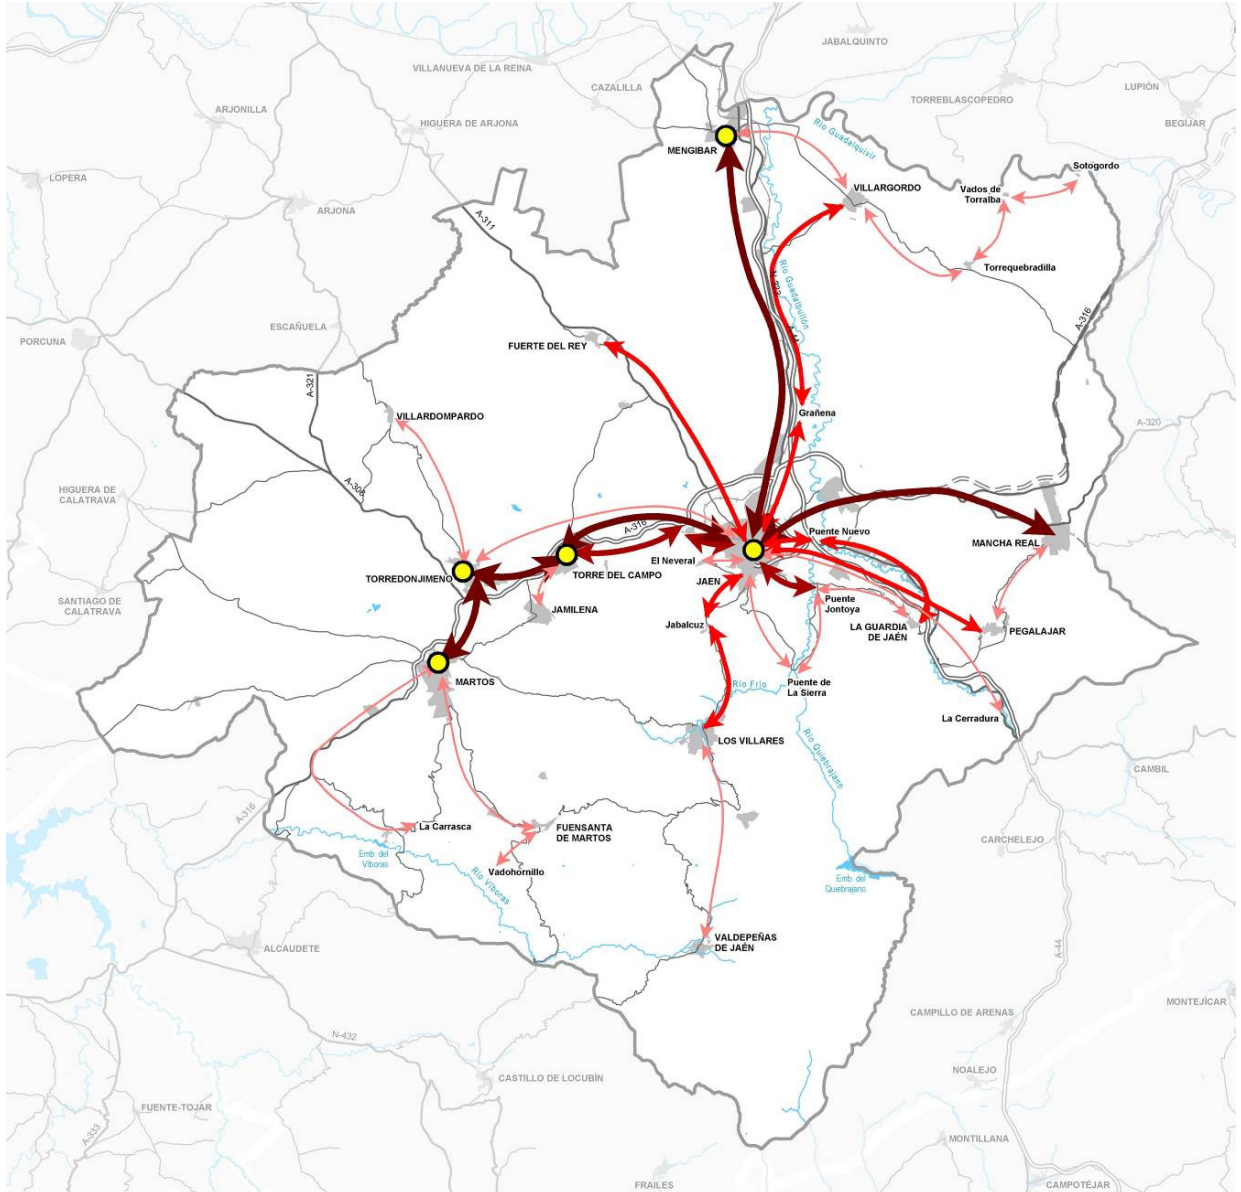 JABALQUINTO
VILLANUEVA DE LA REINA
CAZALILLA
TORREBLASCOPEDRO
LUPIÓN
ARJONILLA
HIGUERA DE ARJONA
BEGÍJAR
Río Guadalquivir
MENGIBAR
LOPERA
Sotogordo
VILLARGORDO
Vados de
Torralba
ARJONA
A-311
Torrequebradilla
Río Guadalbullón
N-323
A-316
ESCAÑUELA
PORCUNA
FUERTE DEL REY
A-44
A-321
VILLARDOMPARDO
Grañena
A-320
HIGUERA DE
CALATRAVA
A-306
A-316
Puente Nuevo
MANCHA REAL
El Neveral
TORREDONJIMENO
TORRE DEL CAMPO
JAEN
SANTIAGO DE
CALATRAVA
JAMILENA
Puente
Jontoya
Jabalcuz
LA GUARDIA
DE JAÉN
PEGALAJAR
MARTOS
Río Frío
Puente de
La Sierra
La Cerradura
LOS VILLARES
Río Quiebrajano
CAMBIL
A-316
La Carrasca
FUENSANTA
DE MARTOS
CARCHELEJO
Emb. del
Víboras
Vadohornillo
Emb. del
Quiebrajano
Río Víboras
ALCAUDETE
VALDEPEÑAS
DE JAÉN
A-44
MONTEJÍCAR
CAMPILLO DE ARENAS
N-432
NOALEJO
CASTILLO DE LOCUBÍN
FUENTE-TOJAR
A-333
MONTILLANA
FRAILES
CAMPOTÉJAR